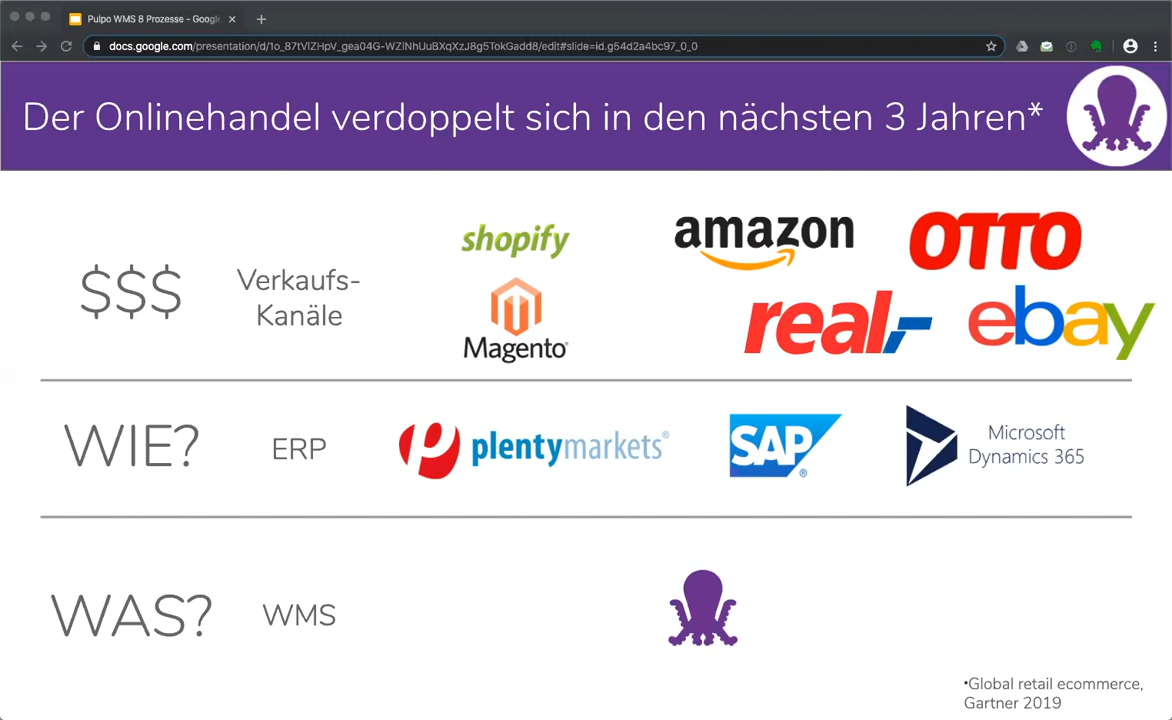 Pulpo WMS 8 Prozesse - Googl
docs.google.com/presentation/d/1o_87tVlZHpV_gea04G-WZlNhUuBXqXzJ8g5TokGadd8/edit#slide=id.g54d2a4bc97_0_0
Der Onlinehandel verdoppelt sich in den nächsten 3 Jahren*
shopify
amazon
OTTO
$$$
Verkaufs-
Kanäle
Magento®
real,-
ebay
WIE?
ERP
plentymarkets®
SAP®
Microsoft
Dynamics 365
WAS?
WMS
*Global retail ecommerce,
Gartner 2019